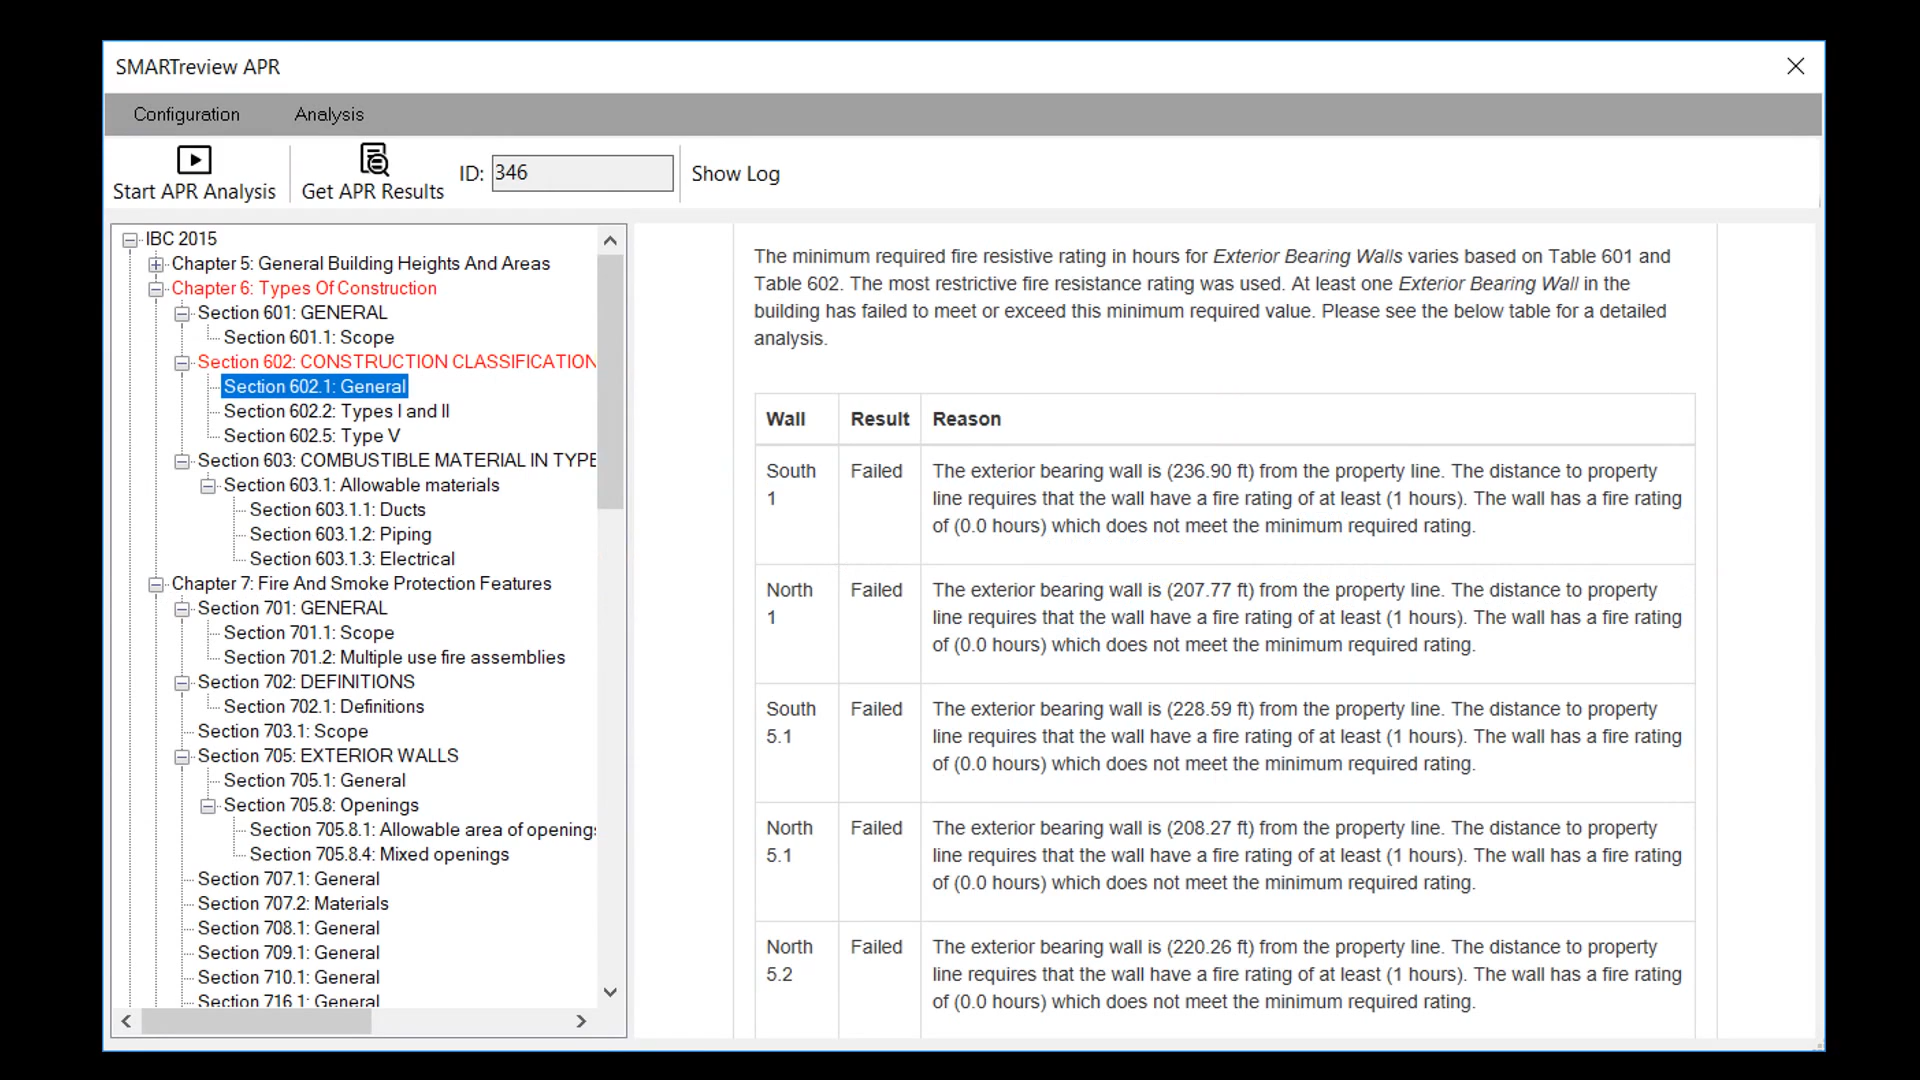 SMARTreview APR
Configuration
Analysis
Start APR Analysis
Get APR Results
ID:
346
Show Log
IBC 2015
Chapter 5: General Building Heights And Areas
Chapter 6: Types Of Construction
Section 601: GENERAL
Section 601.1: Scope
Section 602: CONSTRUCTION CLASSIFICATION
Section 602.1: General
Section 602.2: Types I and II
Section 602.5: Type V
Section 603: COMBUSTIBLE MATERIAL IN TYPE
Section 603.1: Allowable materials
Section 603.1.1: Ducts
Section 603.1.2: Piping
Section 603.1.3: Electrical
Chapter 7: Fire And Smoke Protection Features
Section 701: GENERAL
Section 701.1: Scope
Section 701.2: Multiple use fire assemblies
Section 702: DEFINITIONS
Section 702.1: Definitions
Section 703.1: Scope
Section 705: EXTERIOR WALLS
Section 705.1: General
Section 705.8: Openings
Section 705.8.1: Allowable area of openings
Section 705.8.4: Mixed openings
Section 707.1: General
Section 707.2: Materials
Section 708.1: General
Section 709.1: General
Section 710.1: General
Section 716.1: General
The minimum required fire resistive rating in hours for Exterior Bearing Walls varies based on Table 601 and
Table 602. The most restrictive fire resistance rating was used. At least one Exterior Bearing Wall in the
building has failed to meet or exceed this minimum required value. Please see the below table for a detailed
analysis.
Wall Result Reason
South Failed The exterior bearing wall is (236.90 ft) from the property line. The distance to property
1 line requires that the wall have a fire rating of at least (1 hours). The wall has a fire rating
of (0.0 hours) which does not meet the minimum required rating.
North Failed The exterior bearing wall is (207.77 ft) from the property line. The distance to property
1 line requires that the wall have a fire rating of at least (1 hours). The wall has a fire rating
of (0.0 hours) which does not meet the minimum required rating.
South Failed The exterior bearing wall is (228.59 ft) from the property line. The distance to property
5.1 line requires that the wall have a fire rating of at least (1 hours). The wall has a fire rating
of (0.0 hours) which does not meet the minimum required rating.
North Failed The exterior bearing wall is (208.27 ft) from the property line. The distance to property
5.1 line requires that the wall have a fire rating of at least (1 hours). The wall has a fire rating
of (0.0 hours) which does not meet the minimum required rating.
North Failed The exterior bearing wall is (220.26 ft) from the property line. The distance to property
5.2 line requires that the wall have a fire rating of at least (1 hours). The wall has a fire rating
of (0.0 hours) which does not meet the minimum required rating.